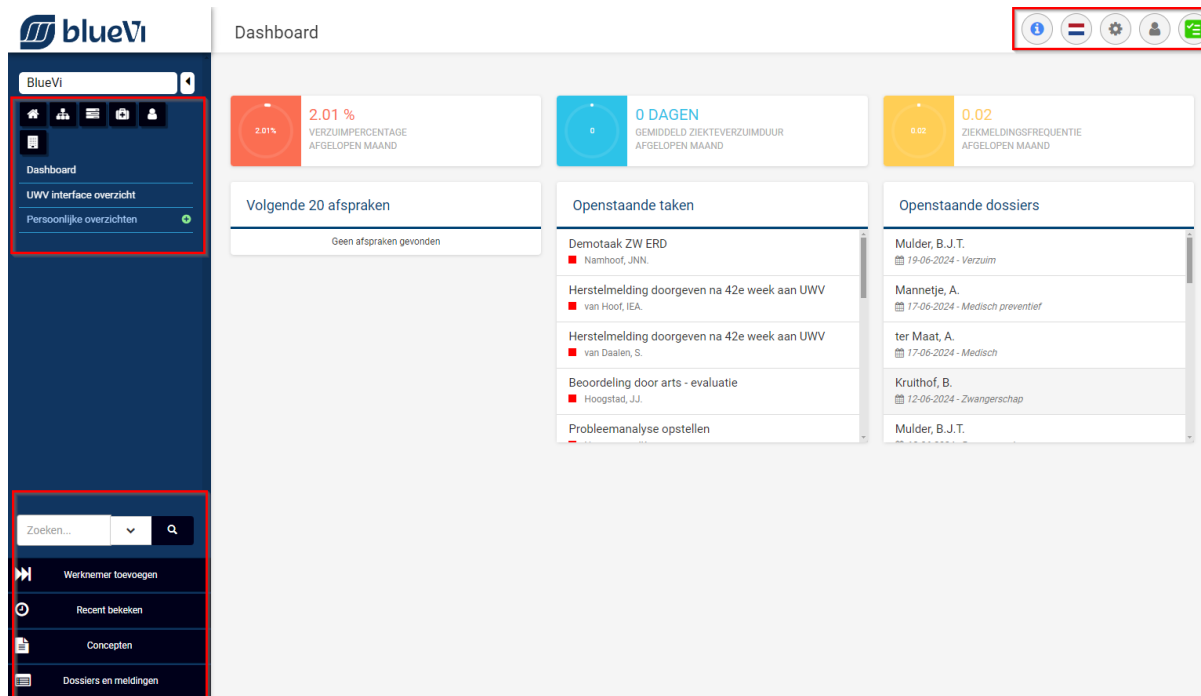 blueVi
Dashboard
BlueVi
Dashboard
UWV interface overzicht
Persoonlijke overzichten
Zoeken...
Werknemer toevoegen
Recent bekeken
Concepten
Dossiers en meldingen
2.01%
2.01 %
VERZUIMPERCENTAGE
AFGELOPEN MAAND
0
0 DAGEN
GEMIDDELD ZIEKTEVERZUIMDUUR
AFGELOPEN MAAND
0.02
0.02
ZIEKMELDINGSFREQUENTIE
AFGELOPEN MAAND
Volgende 20 afspraken
Geen afspraken gevonden
Openstaande taken
Demotaak ZW ERD
Namhoof, JNN.
Herstelmelding doorgeven na 42e week aan UWV
van Hoof, IEA.
Herstelmelding doorgeven na 42e week aan UWV
van Daalen, S.
Beoordeling door arts - evaluatie
Hoogstad, JJ.
Probleemanalyse opstellen
Openstaande dossiers
Mulder, B.J.T.
19-06-2024 - Verzuim
Mannetje, A.
17-06-2024 - Medisch preventief
ter Maat, A.
17-06-2024 - Medisch
Kruithof, B.
12-06-2024 - Zwangerschap
Mulder, B.J.T.